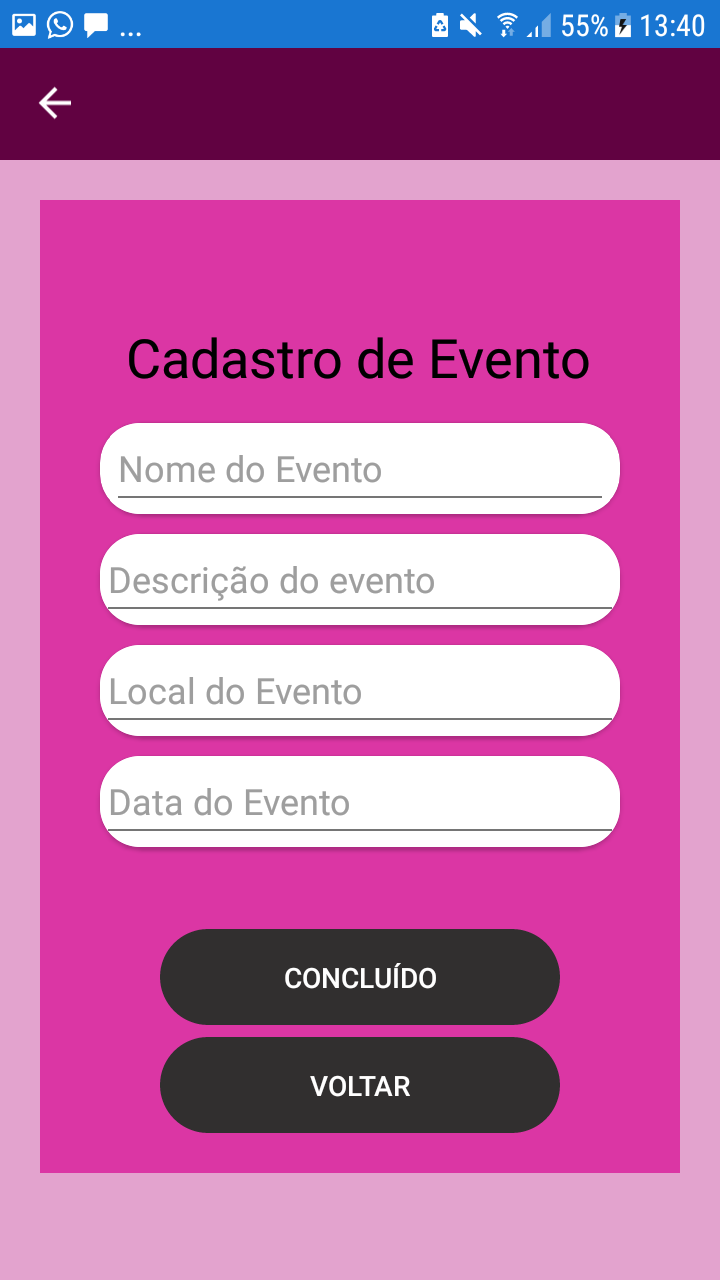 ... 55% 13:40
Cadastro de Evento
Nome do Evento
Descrição do evento
Local do Evento
Data do Evento
CONCLUÍDO
VOLTAR